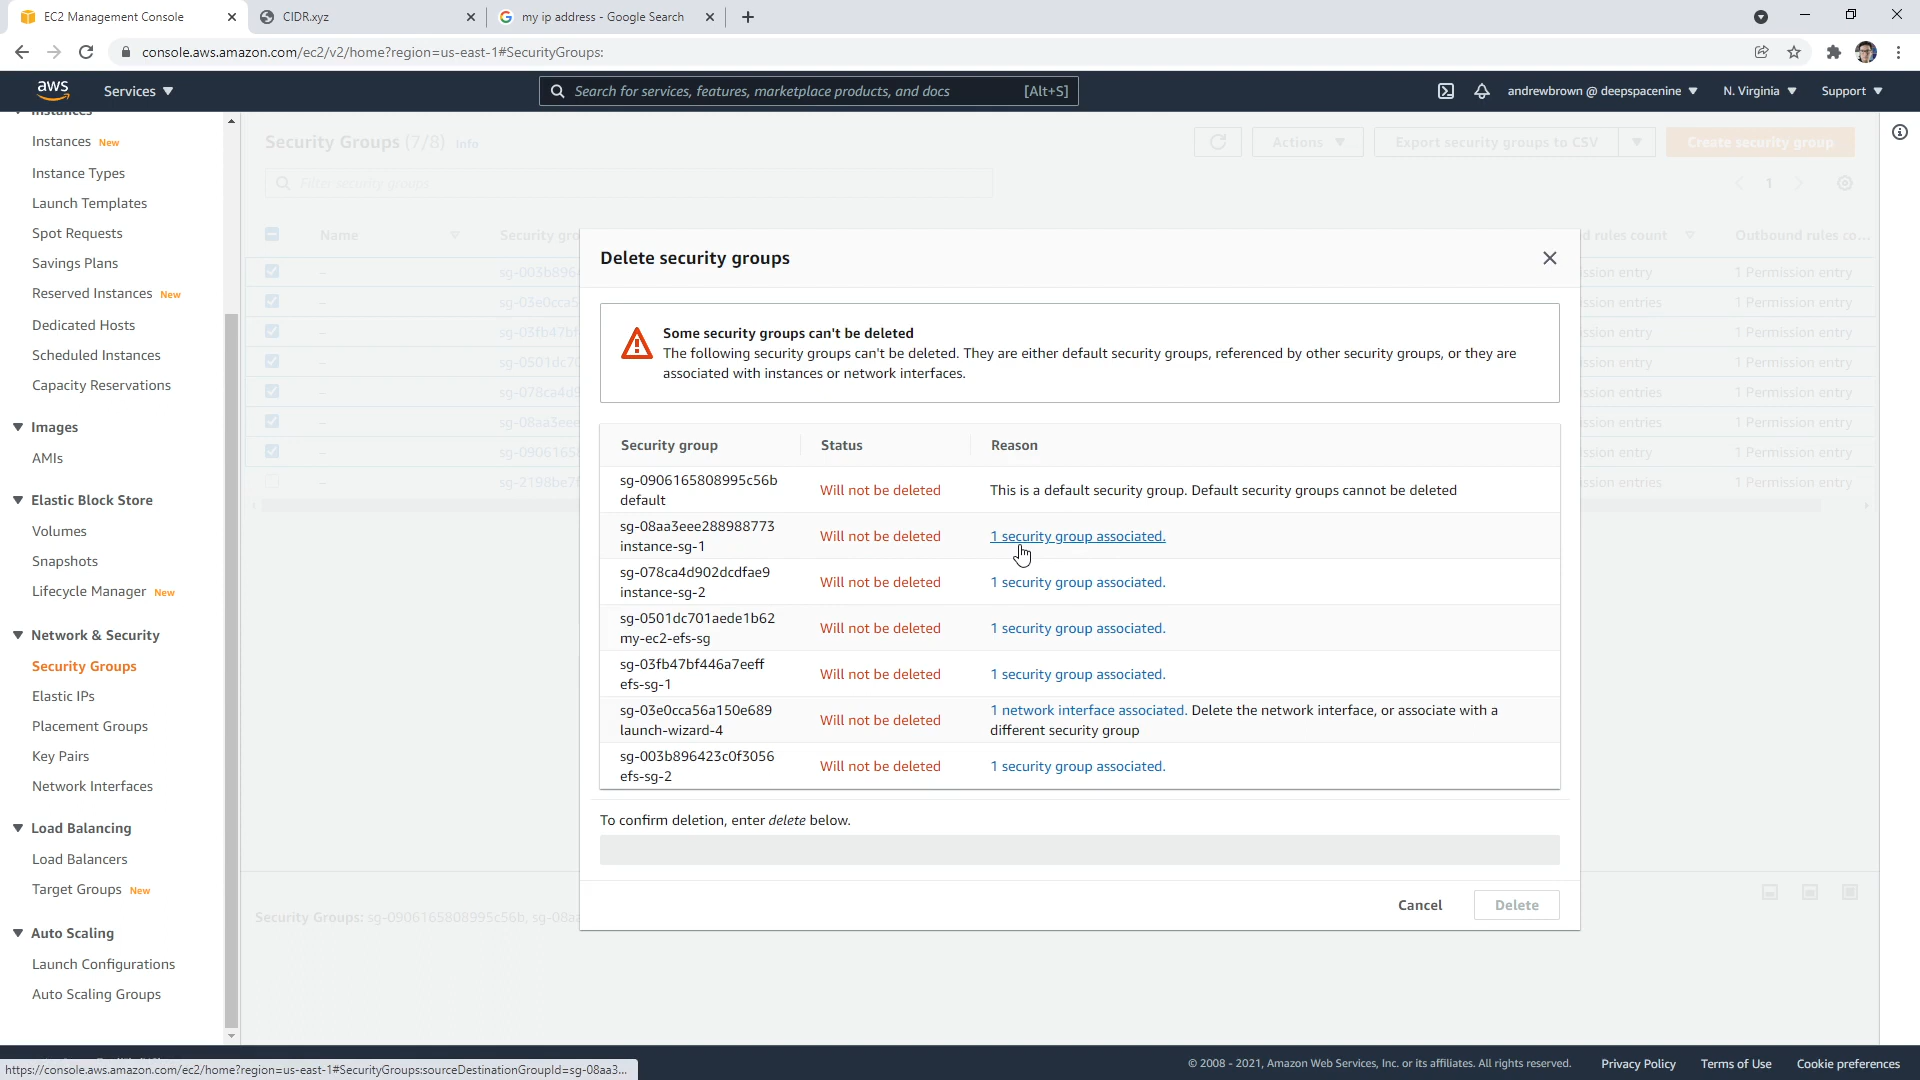 EC2 Management Console
CIDR.xyz
my ip address - Google Search
console.aws.amazon.com/ec2/v2/home?region=us-east-1#SecurityGroups:
aws
Services
Search for services, features, marketplace products, and docs [Alt+S]
andrewbrown @ deepspacenine
N. Virginia
Support
Instances
Instances New
Instance Types
Launch Templates
Spot Requests
Savings Plans
Reserved Instances New
Dedicated Hosts
Scheduled Instances
Capacity Reservations
Images
AMIs
Elastic Block Store
Volumes
Snapshots
Lifecycle Manager New
Network & Security
Security Groups
Elastic IPs
Placement Groups
Key Pairs
Network Interfaces
Load Balancing
Load Balancers
Target Groups New
Auto Scaling
Launch Configurations
Auto Scaling Groups
Security Groups (7/8) Info
Actions
Export security groups to CSV
Create security group
Filter security groups
1
Name
Security gro
d rules count
Outbound rules co...
– sg-003b896 ssion entry 1 Permission entry
– sg-03e0cca5 ssion entries 1 Permission entry
– sg-03fb47bf ssion entry 1 Permission entry
– sg-0501dc70 ssion entry 1 Permission entry
– sg-078ca4d9 ssion entries 1 Permission entry
– sg-08aa3eee ssion entries 1 Permission entry
– sg-0906165 ssion entry 1 Permission entry
– sg-2198be7f ssion entries 1 Permission entry
Delete security groups
Some security groups can't be deleted
The following security groups can't be deleted. They are either default security groups, referenced by other security groups, or they are
associated with instances or network interfaces.
Security group Status Reason
sg-0906165808995c56b
default
Will not be deleted
This is a default security group. Default security groups cannot be deleted
sg-08aa3eee288988773
instance-sg-1
Will not be deleted
1 security group associated.
sg-078ca4d902dcdfae9
instance-sg-2
Will not be deleted
1 security group associated.
sg-0501dc701aede1b62
my-ec2-efs-sg
Will not be deleted
1 security group associated.
sg-03fb47bf446a7eeff
efs-sg-1
Will not be deleted
1 security group associated.
sg-03e0cca56a150e689
launch-wizard-4
Will not be deleted
1 network interface associated. Delete the network interface, or associate with a
different security group
sg-003b896423c0f3056
efs-sg-2
Will not be deleted
1 security group associated.
To confirm deletion, enter delete below.
Cancel
Delete
Security Groups: sg-0906165808995c56b, sg-08aa
https://console.aws.amazon.com/ec2/home?region=us-east-1#SecurityGroups:sourceDestinationGroupId=sg-08aa3...
© 2008 - 2021, Amazon Web Services, Inc. or its affiliates. All rights reserved.
Privacy Policy
Terms of Use
Cookie preferences